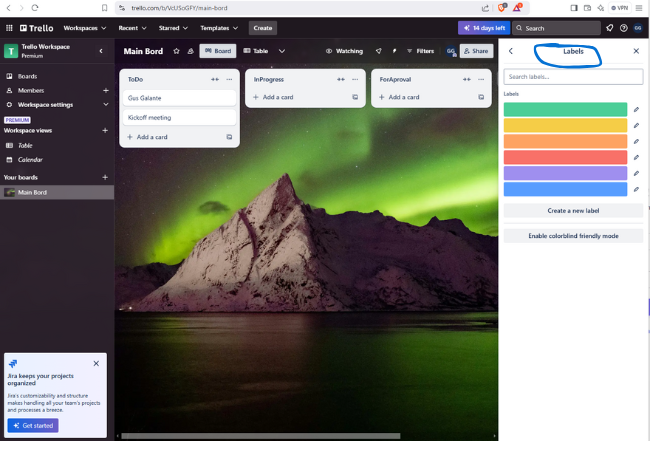 trello.com/b/VcUSoGFY/main-bord
VPN
Trello
Workspaces
Recent
Starred
Templates
Create
14 days left
Search
GG
T
Trello Workspace
Premium
Boards
Members
Workspace settings
PREMIUM
Workspace views
Table
Calendar
Your boards
Main Bord
Jira keeps your projects
organized
Jira's customizability and structure
makes handling all your team's projects
and processes a breeze.
Get started
Main Bord
Board
Table
Watching
Filters
GG
Share
ToDo
Gus Galante
Kickoff meeting
+ Add a card
InProgress
+ Add a card
ForAproval
+ Add a card
Labels
Search labels...
Labels
Create a new label
Enable colorblind friendly mode